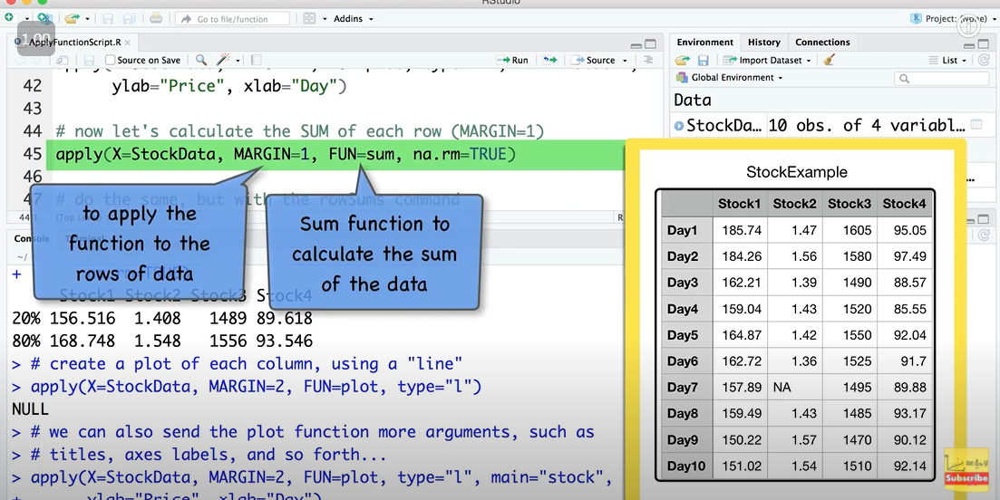 RStudio
Go to file/function
Addins
Project: (None)
1.00
ApplyFunctionScript.R
Source on Save
Run
Source
42 ylab="Price", xlab="Day")
43
44 # now let's calculate the SUM of each row (MARGIN=1)
45 apply(X=StockData, MARGIN=1, FUN=sum, na.rm=TRUE)
46
47 # do the same, but with the rowSums command
to apply the
function to the
rows of data
Sum function to
calculate the sum
of the data
Console
Terminal
~/
+
Stock1 Stock2 Stock3 Stock4
20% 156.516 1.408 1489 89.618
80% 168.748 1.548 1556 93.546
> # create a plot of each column, using a "line"
> apply(X=StockData, MARGIN=2, FUN=plot, type="l")
NULL
> # we can also send the plot function more arguments, such as
> # titles, axes labels, and so forth...
> apply(X=StockData, MARGIN=2, FUN=plot, type="l", main="stock",
+ ylab="Price", xlab="Day")
Environment History Connections
Import Dataset
List
Global Environment
Data
StockDa... 10 obs. of 4 variabl...
StockExample
Stock1 Stock2 Stock3 Stock4
Day1 185.74 1.47 1605 95.05
Day2 184.26 1.56 1580 97.49
Day3 162.21 1.39 1490 88.57
Day4 159.04 1.43 1520 85.55
Day5 164.87 1.42 1550 92.04
Day6 162.72 1.36 1525 91.7
Day7 157.89 NA 1495 89.88
Day8 159.49 1.43 1485 93.17
Day9 150.22 1.57 1470 90.12
Day10 151.02 1.54 1510 92.14
Subscribe